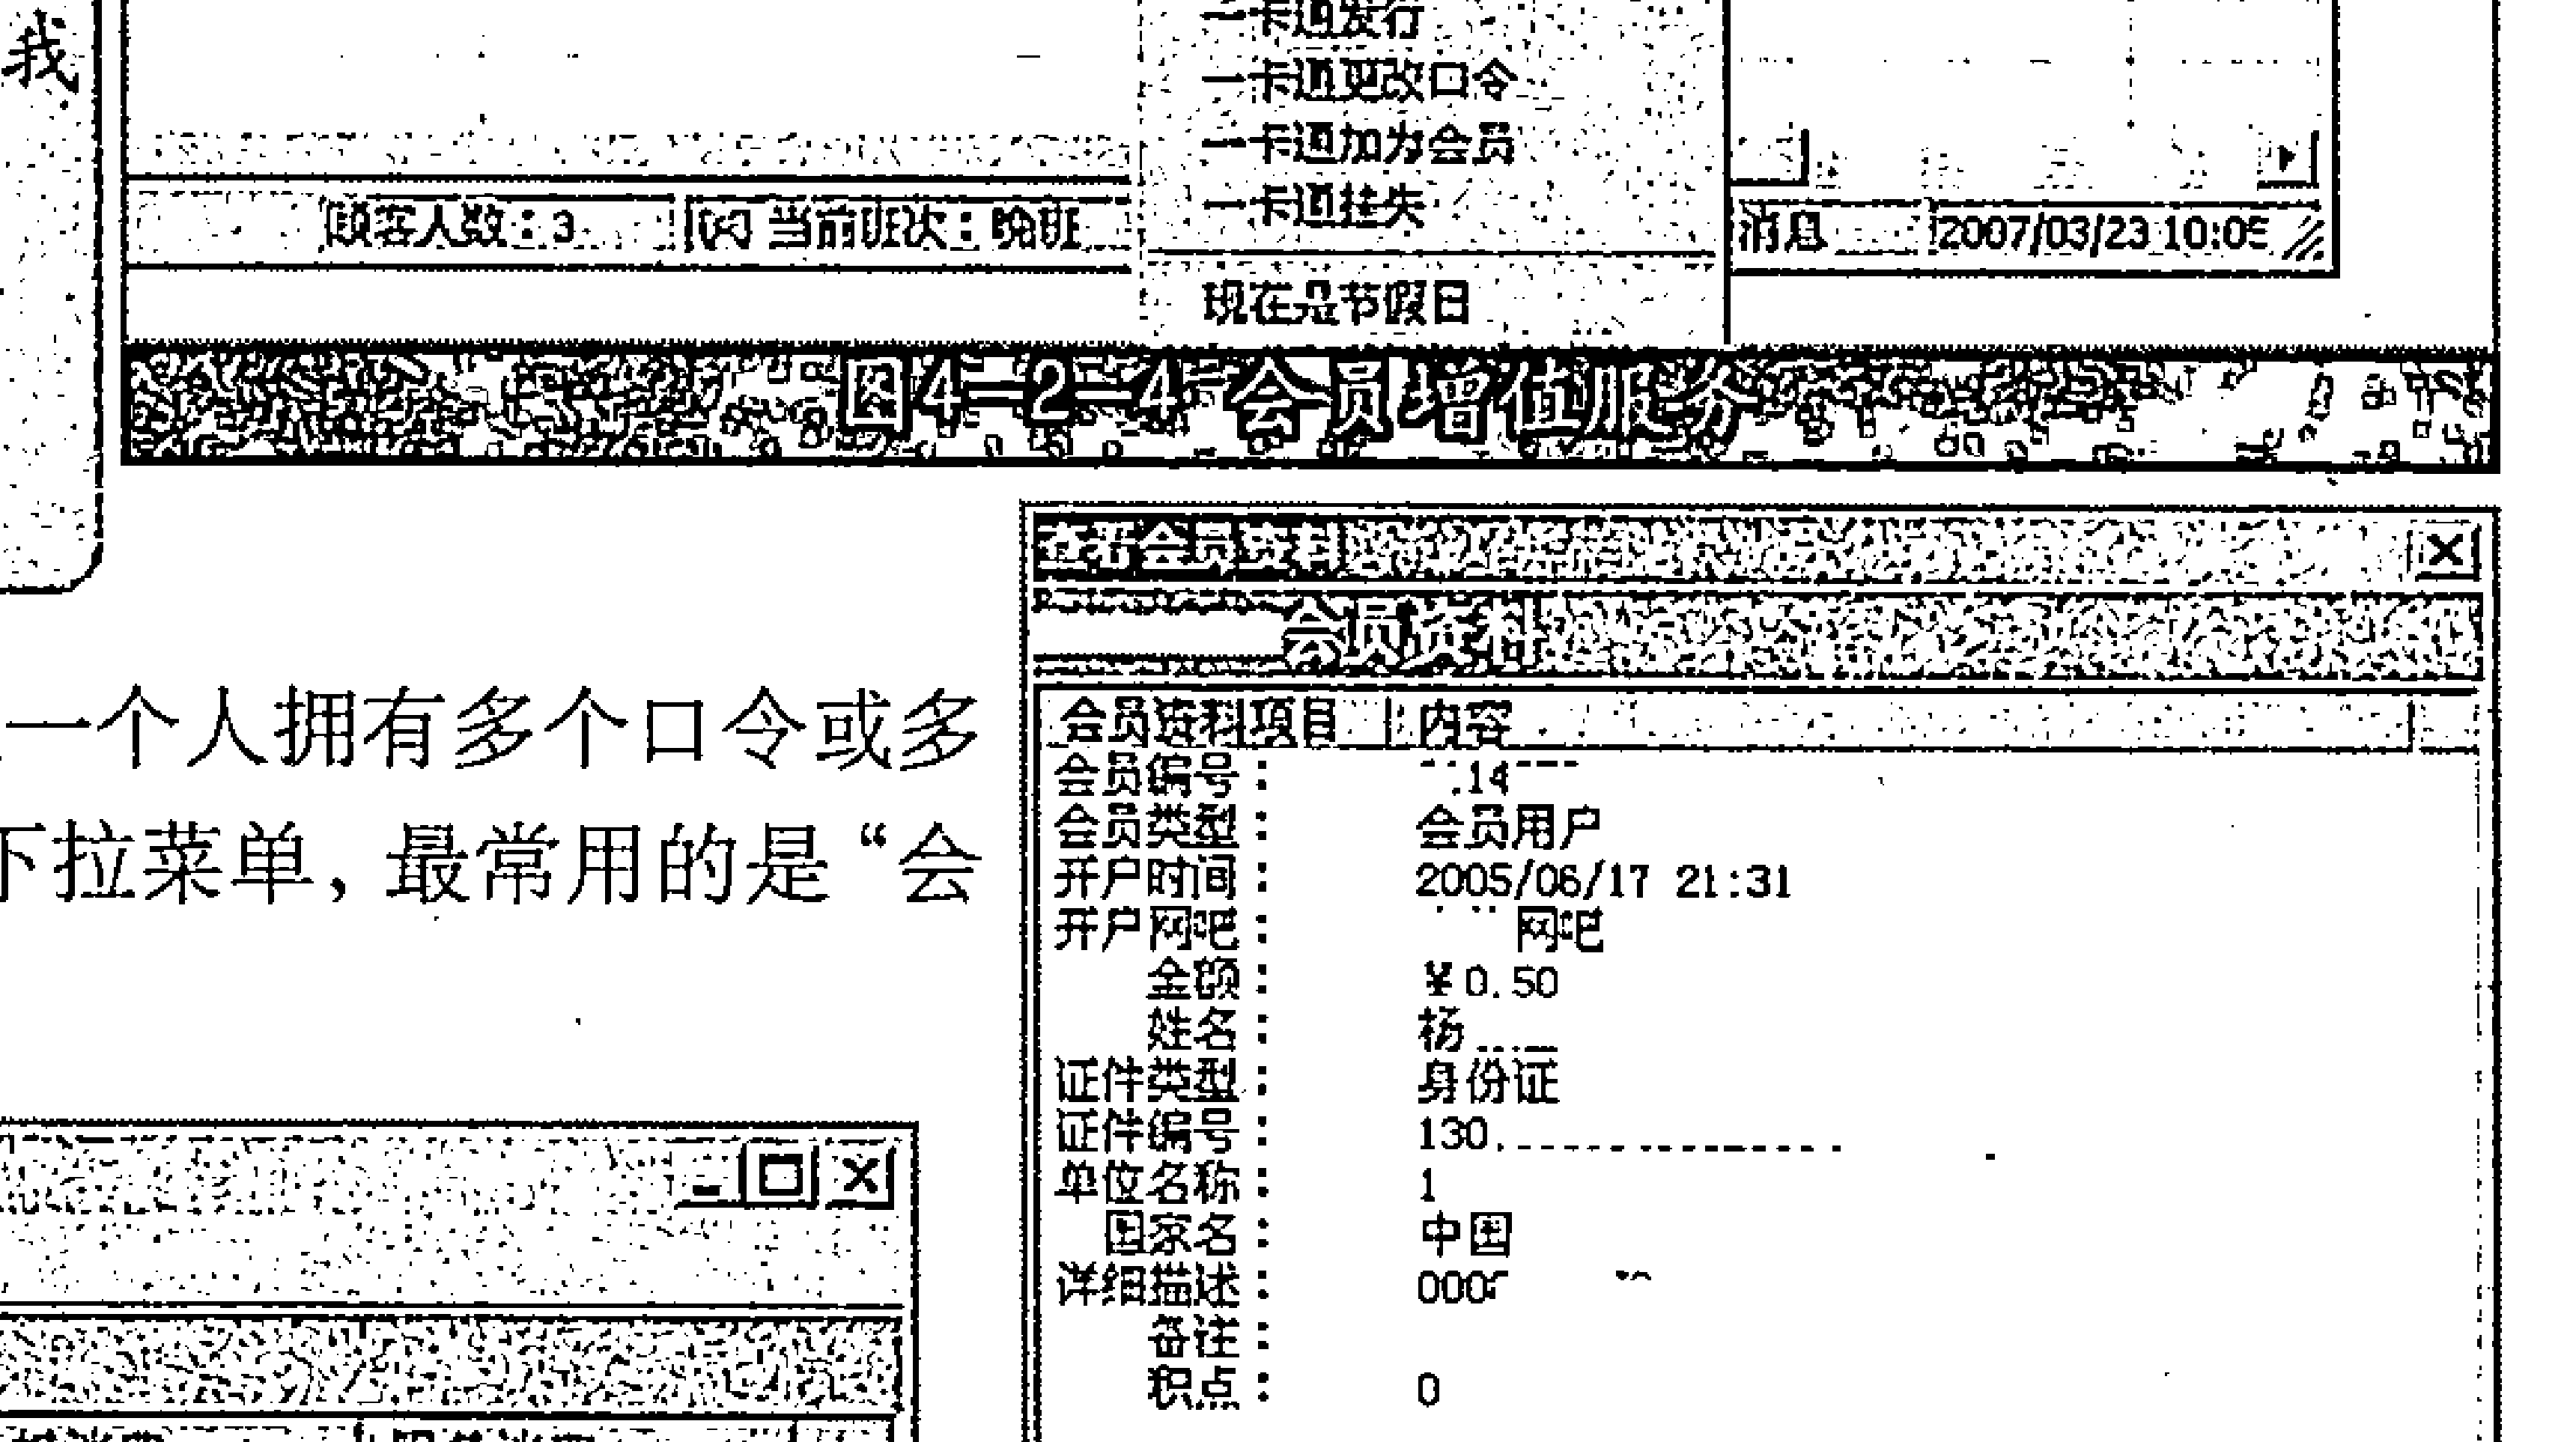 我
一卡通发行
一卡通更改口令
一卡通加为会员
一卡通挂失
顾客人数：3 当前班次：晚班 消息 2007/03/23 10:05
现在是节假日
图4—2—4 会员增值服务
查看会员资料
会员资料
会员资料项目 内容
会员编号： 14
会员类型： 会员用户
开户时间： 2005/06/17 21:31
开户网吧： 网吧
金额： ￥0.50
姓名： 杨
证件类型： 身份证
证件编号： 130
单位名称： 1
国家名： 中国
详细描述： 000
备注：
积点： 0
一个人拥有多个口令或多
下拉菜单，最常用的是“会